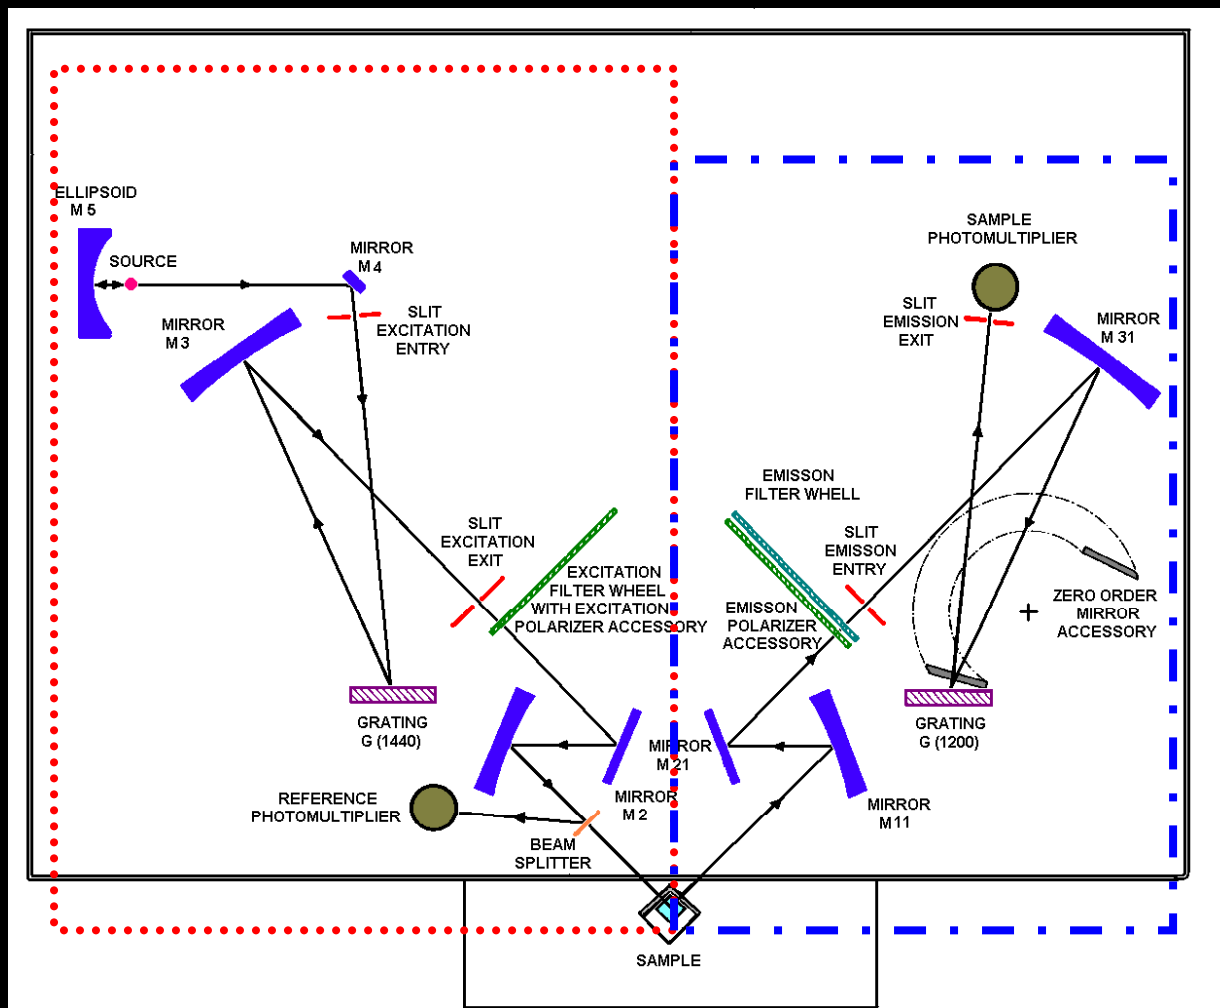 ELLIPSOID
M 5
SOURCE
MIRROR
M 4
MIRROR
M 3
SLIT
EXCITATION
ENTRY
SLIT
EXCITATION
EXIT
EXCITATION
FILTER WHEEL
WITH EXCITATION
POLARIZER ACCESSORY
GRATING
G (1440)
REFERENCE
PHOTOMULTIPLIER
BEAM
SPLITTER
MIRROR
M 2
SAMPLE
SAMPLE
PHOTOMULTIPLIER
SLIT
EMISSION
EXIT
MIRROR
M 31
EMISSON
FILTER WHELL
SLIT
EMISSON
ENTRY
EMISSON
POLARIZER
ACCESSORY
ZERO ORDER
MIRROR
ACCESSORY
GRATING
G (1200)
MIRROR
M 21
MIRROR
M 11